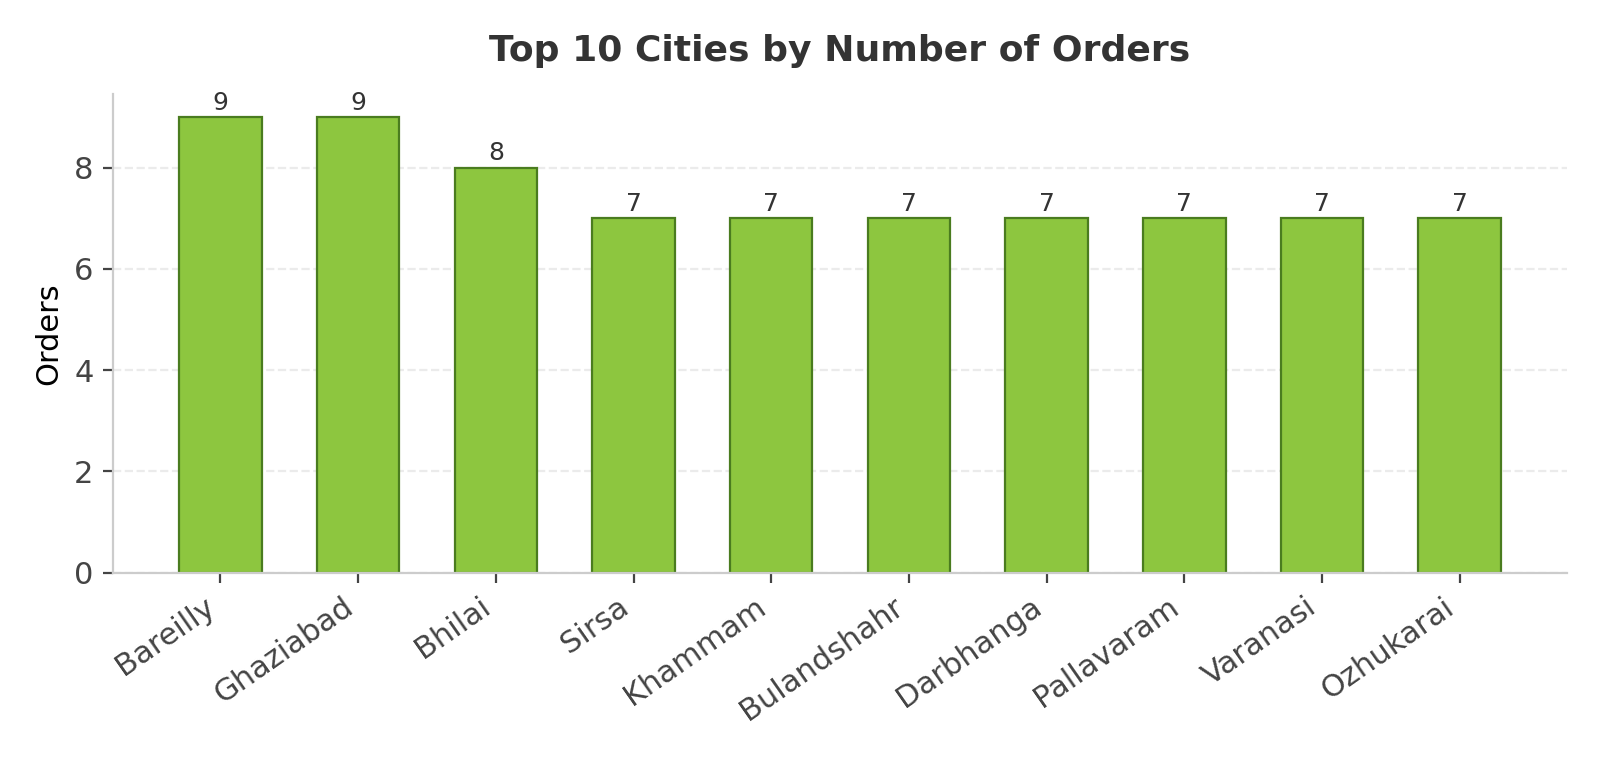 Top 10 Cities by Number of Orders
Orders
8
6
4
2
0
9
9
8
7
7
7
7
7
7
7
Bareilly
Ghaziabad
Bhilai
Sirsa
Khammam
Bulandshahr
Darbhanga
Pallavaram
Varanasi
Ozhukarai